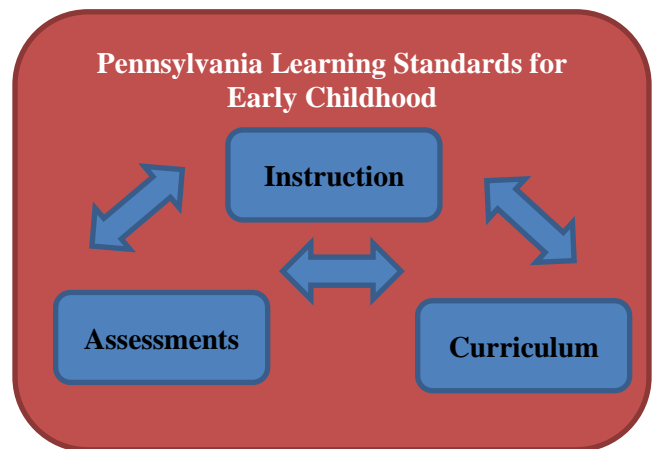 Pennsylvania Learning Standards for
Early Childhood
Instruction
Assessments
Curriculum